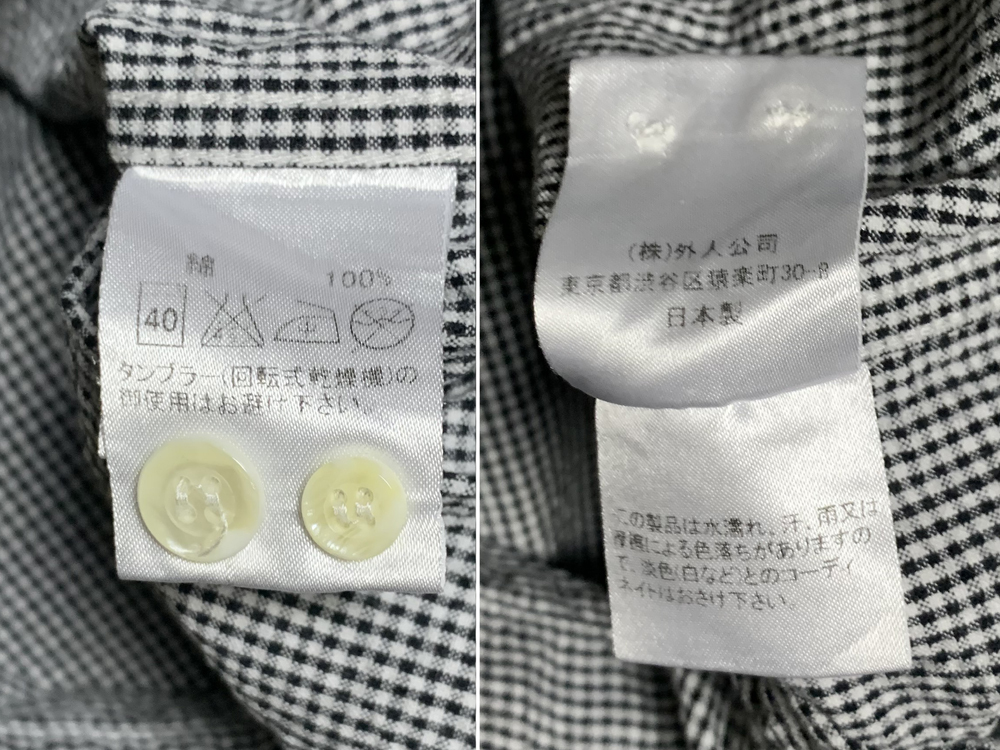 綿 100%
40 中
タンブラー(回転式乾燥機)の
御使用はお避け下さい。
(株)外人公司
東京都渋谷区猿楽町30-8
日本製
この製品は水濡れ、汗、雨又は
摩擦による色落ちがありますの
で、淡色(白など)とのコーディ
ネイトはおさけ下さい。